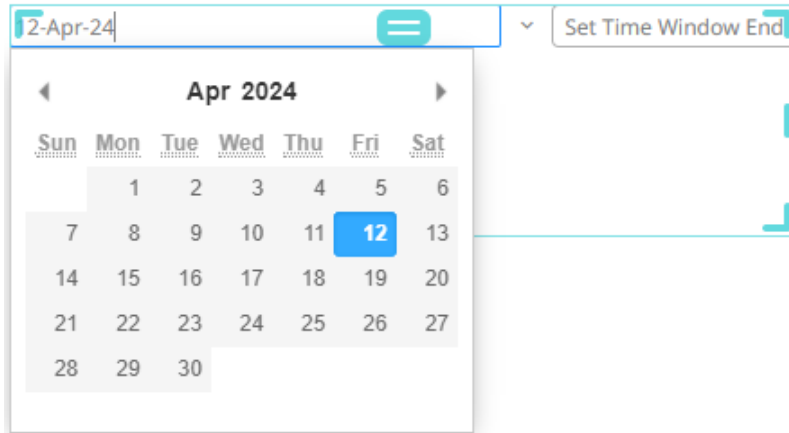 12-Apr-24 Set Time Window End
Apr 2024
Sun Mon Tue Wed Thu Fri Sat
1 2 3 4 5 6
7 8 9 10 11 12 13
14 15 16 17 18 19 20
21 22 23 24 25 26 27
28 29 30